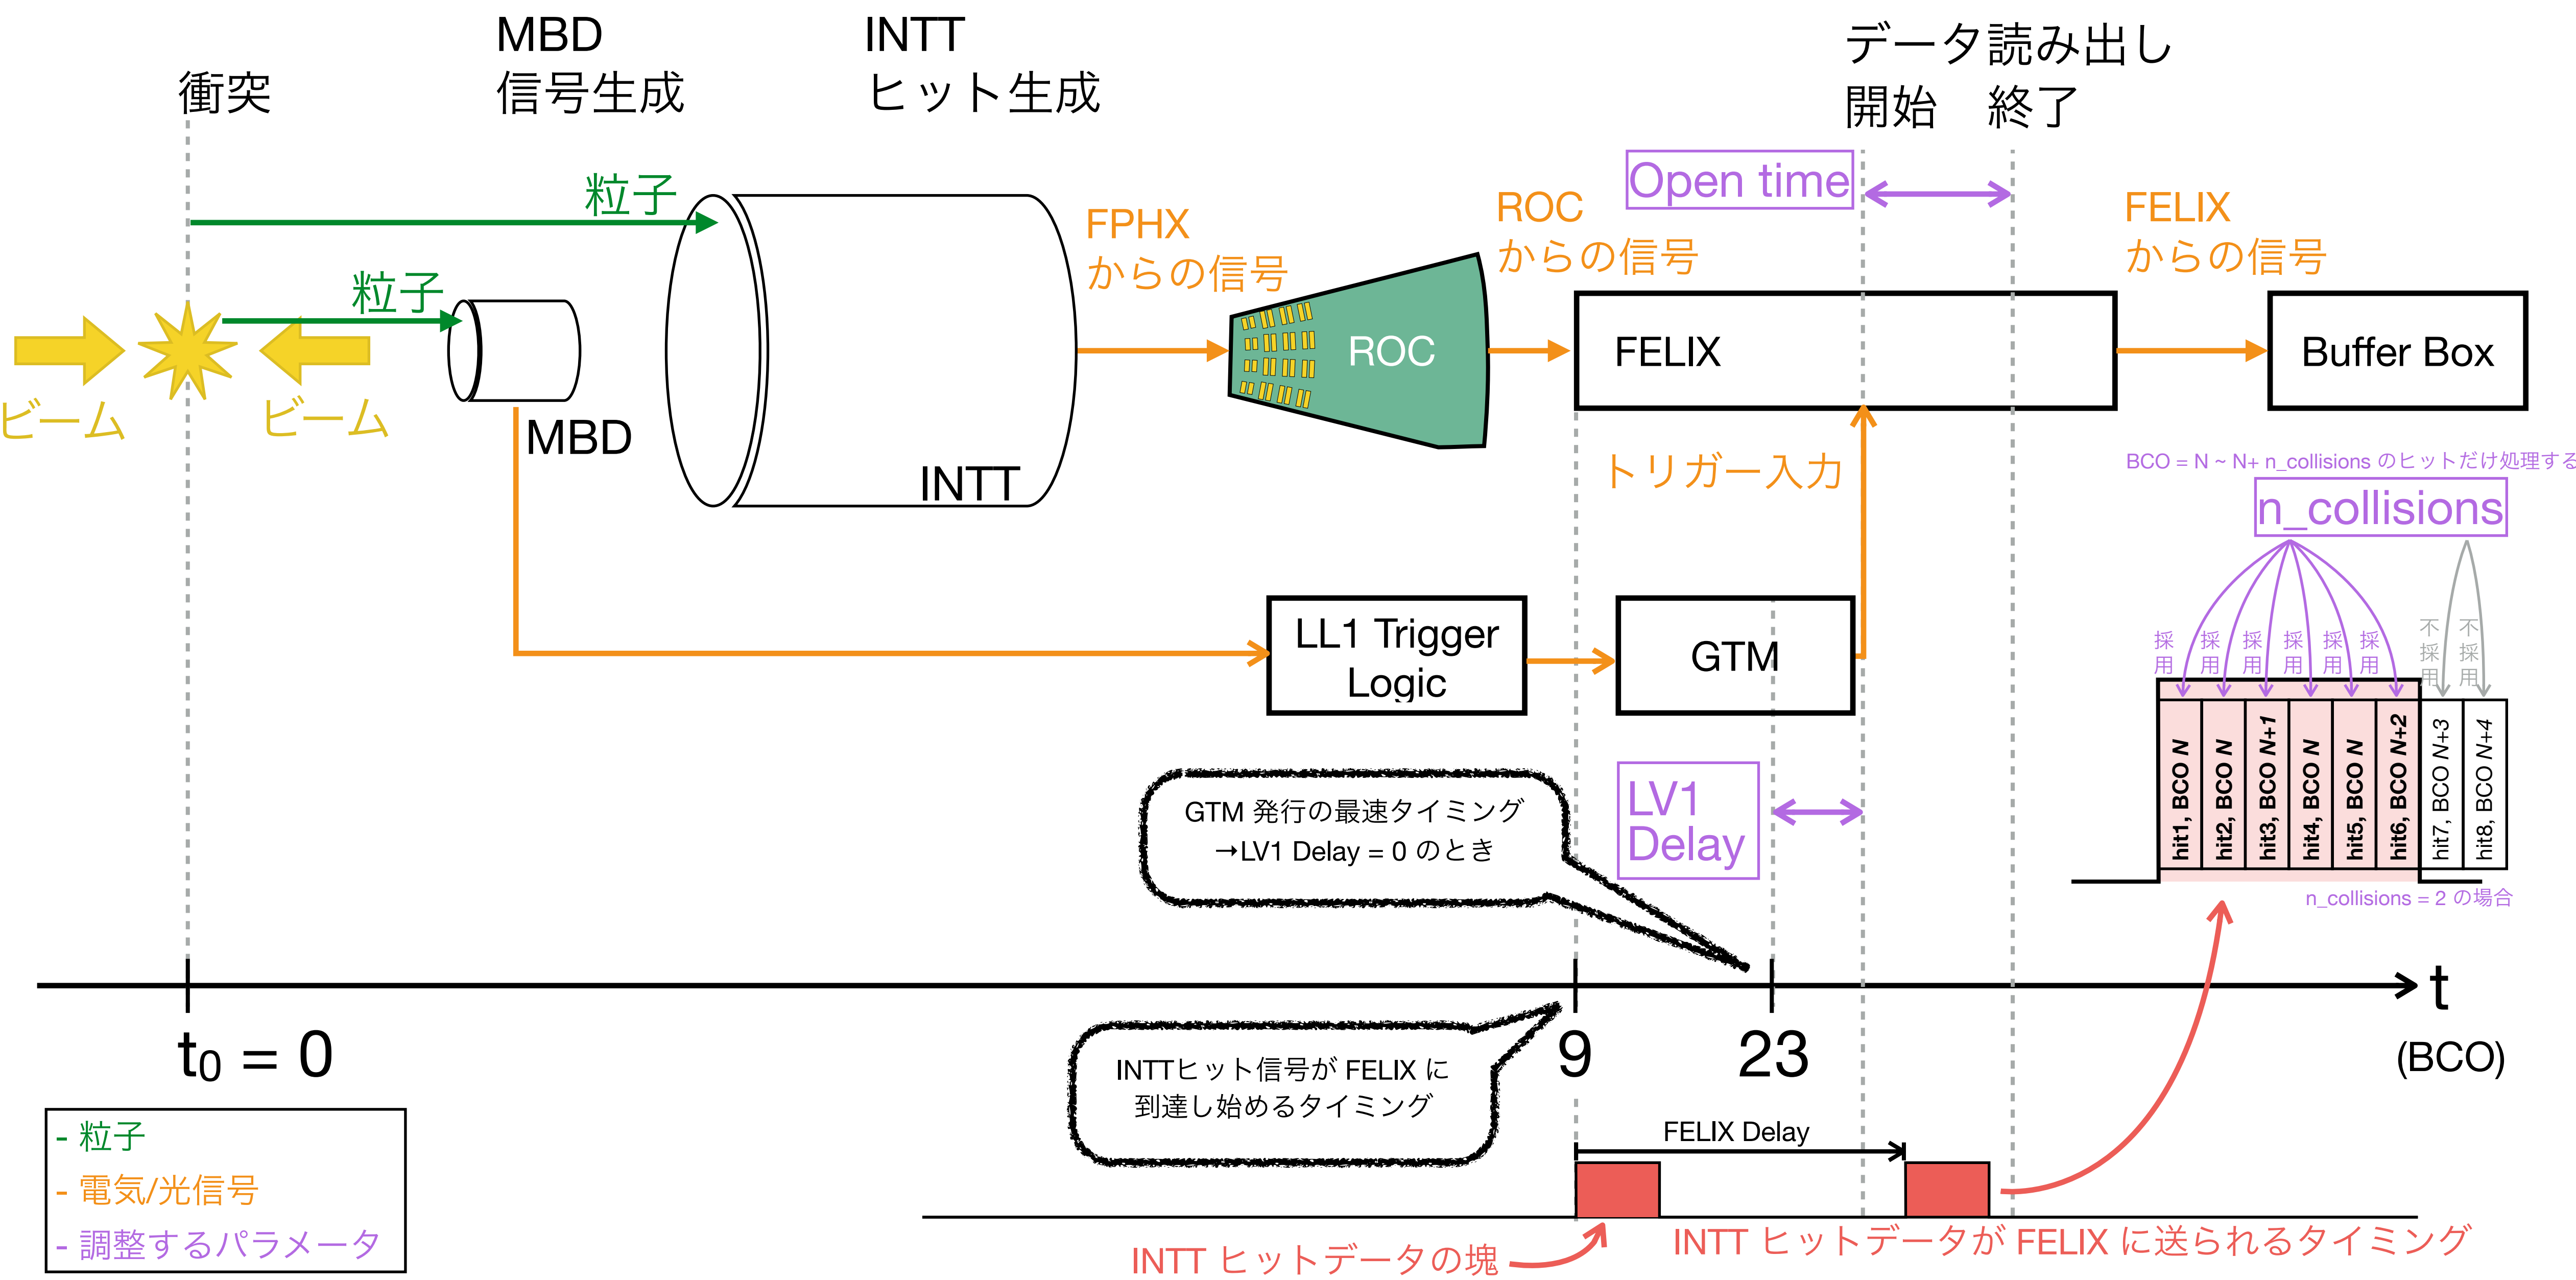 衝突
MBD
信号生成
INTT
ヒット生成
データ読み出し
開始 終了
粒子
粒子
ビーム
ビーム
MBD
INTT
FPHX
からの信号
ROC
ROC
からの信号
Open time
FELIX
FELIX
からの信号
Buffer Box
トリガー入力
LL1 Trigger
Logic
GTM
BCO = N ~ N+ n_collisions のヒットだけ処理する
n_collisions
採用
採用
採用
採用
採用
採用
不採用
不採用
hit1, BCO N
hit2, BCO N
hit3, BCO N+1
hit4, BCO N
hit5, BCO N
hit6, BCO N+2
hit7, BCO N+3
hit8, BCO N+4
n_collisions = 2 の場合
GTM 発行の最速タイミング
→LV1 Delay = 0 のとき
LV1
Delay
t
(BCO)
t₀ = 0
9
23
INTTヒット信号が FELIX に
到達し始めるタイミング
- 粒子
- 電気/光信号
- 調整するパラメータ
FELIX Delay
INTT ヒットデータの塊
INTT ヒットデータが FELIX に送られるタイミング